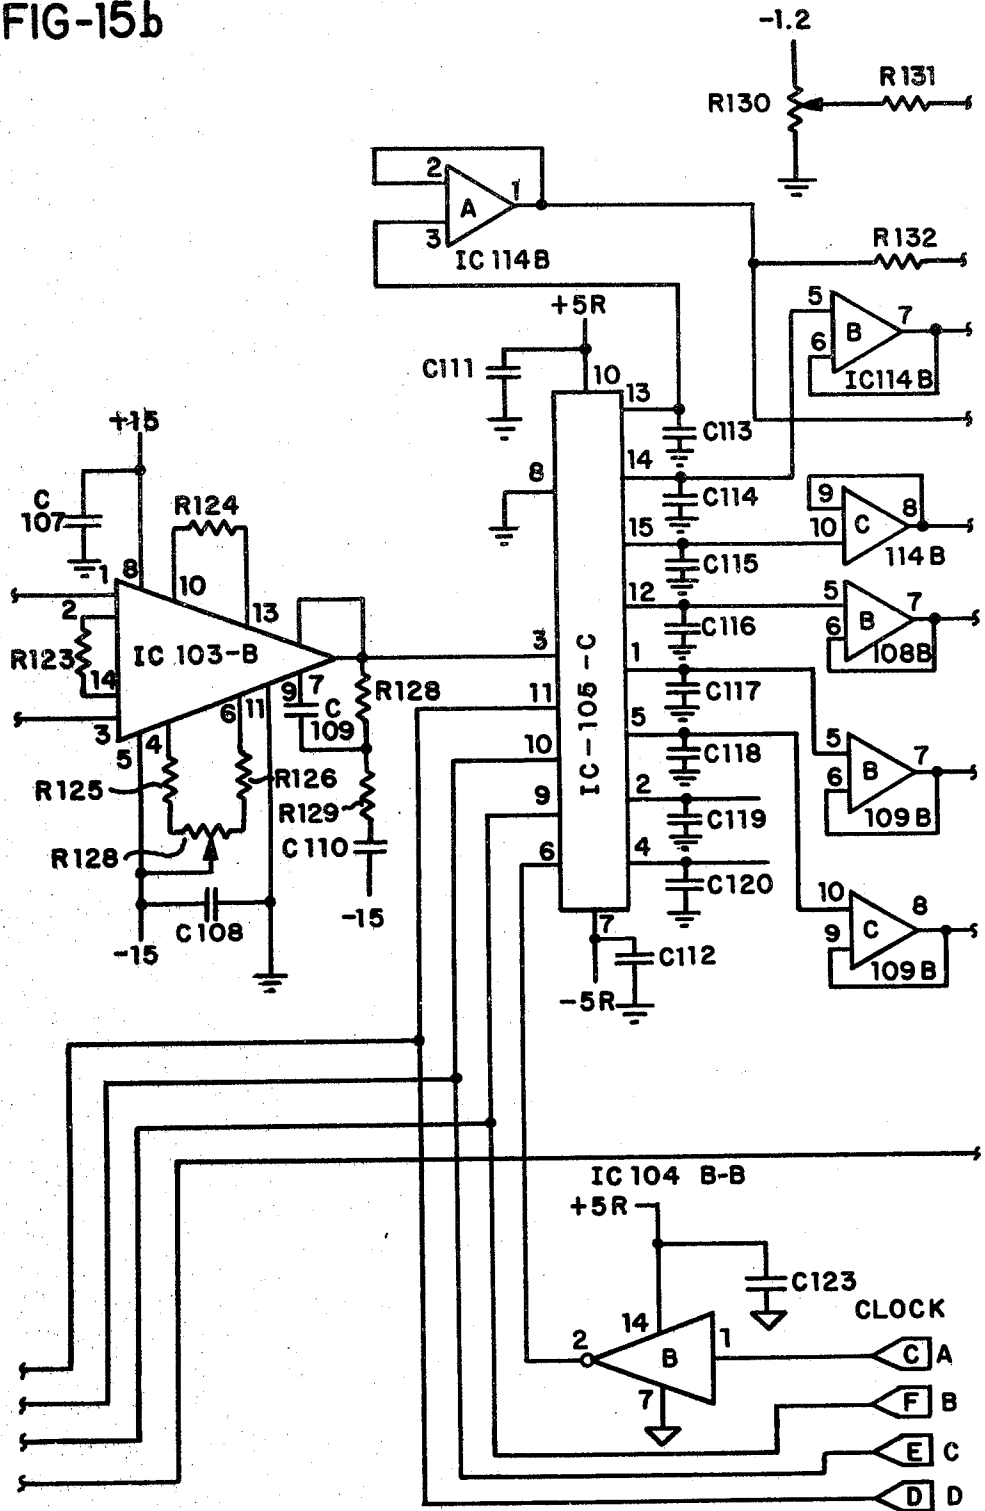 FIG-15b
-1.2
R131
R130
2
A
1
3
IC 114B
R132
+5R
5
7
B
6
IC114B
C111
10
13
C113
+15
8
14
C114
C
107
R124
9
8
10
C
114B
15
C115
8
1
10
2
13
12
C116
5
7
B
6
108B
R123
IC 103-B
3
IC-105-C
1
C117
14
9
7
C
109
R128
11
3
6
11
5
C118
5
7
B
6
109B
4
5
10
R125
R126
R129
9
2
C119
R128
C110
6
4
C120
10
8
C
9
109B
C108
-15
-15
7
C112
-5R
IC104 B-B
+5R
C123
CLOCK
14
2
B
1
C A
7
F B
E C
D D